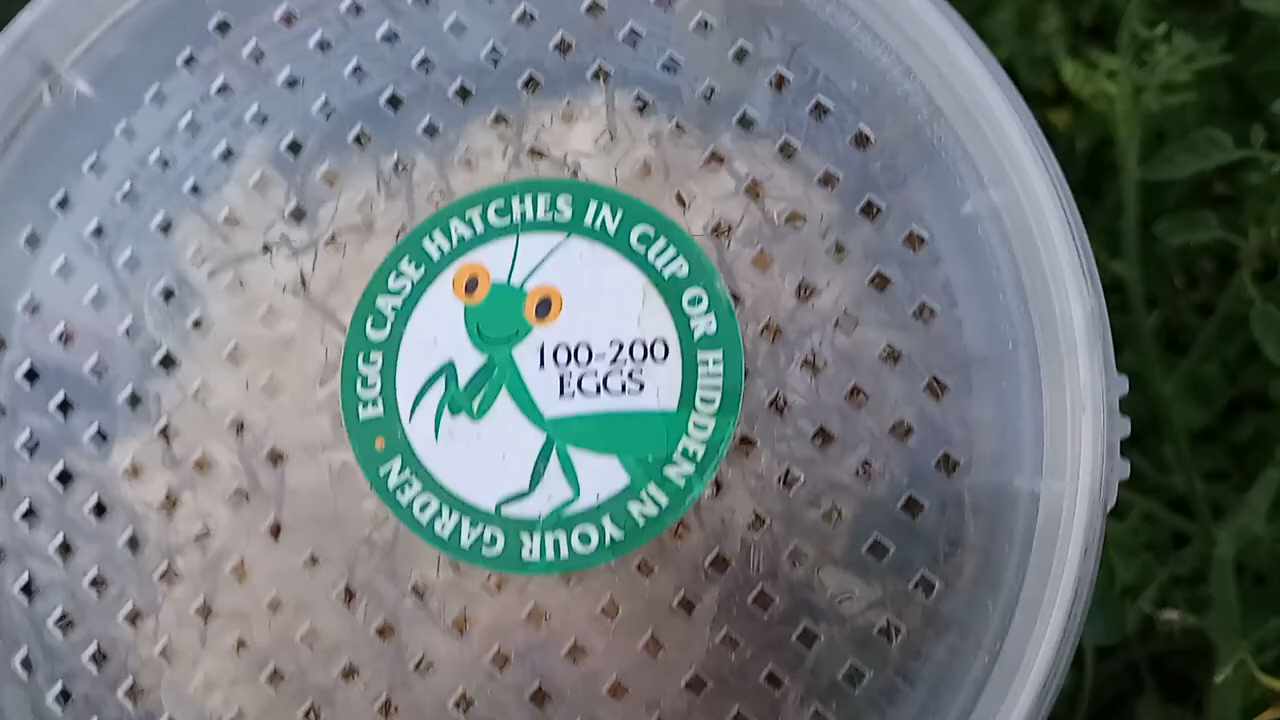 EGG CASE HATCHES IN CUP OR HIDDEN IN YOUR GARDEN •
100-200
EGGS